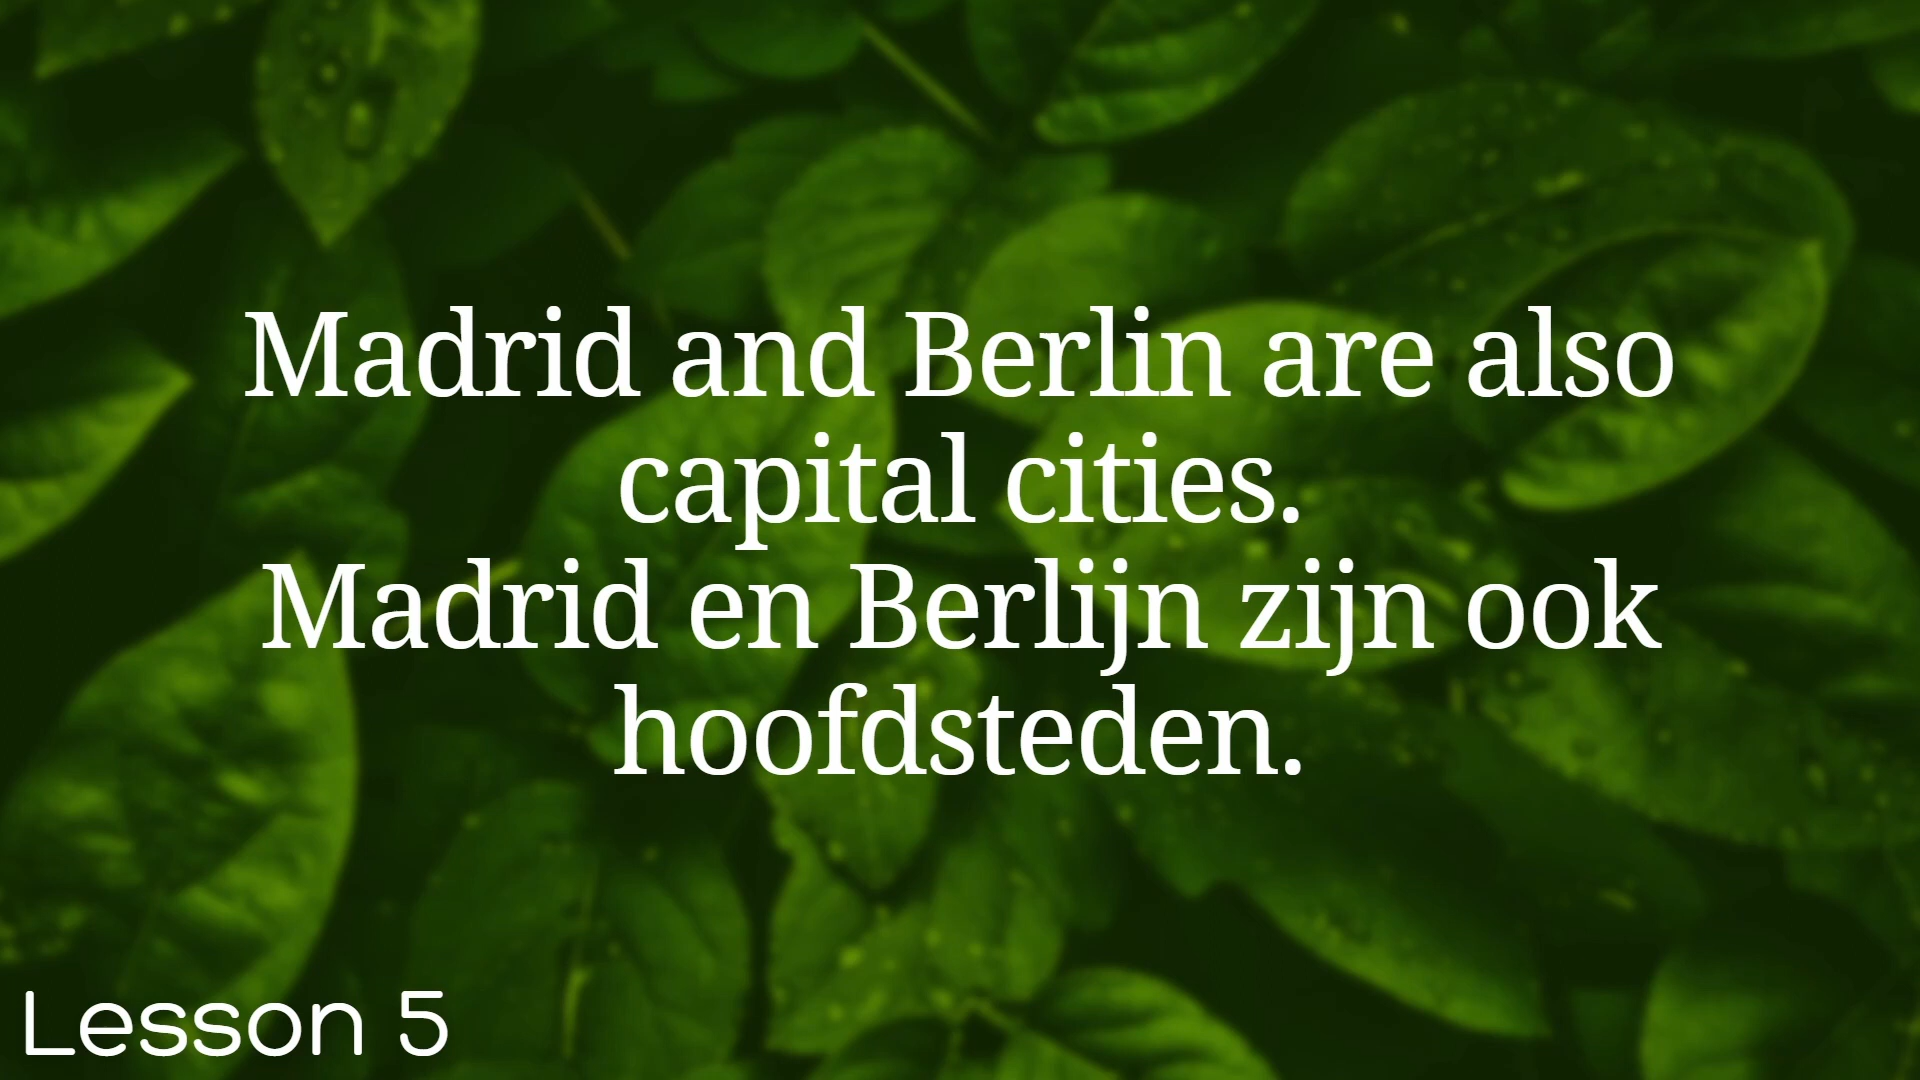 Madrid and Berlin are also
capital cities.
Madrid en Berlijn zijn ook
hoofdsteden.
Lesson 5